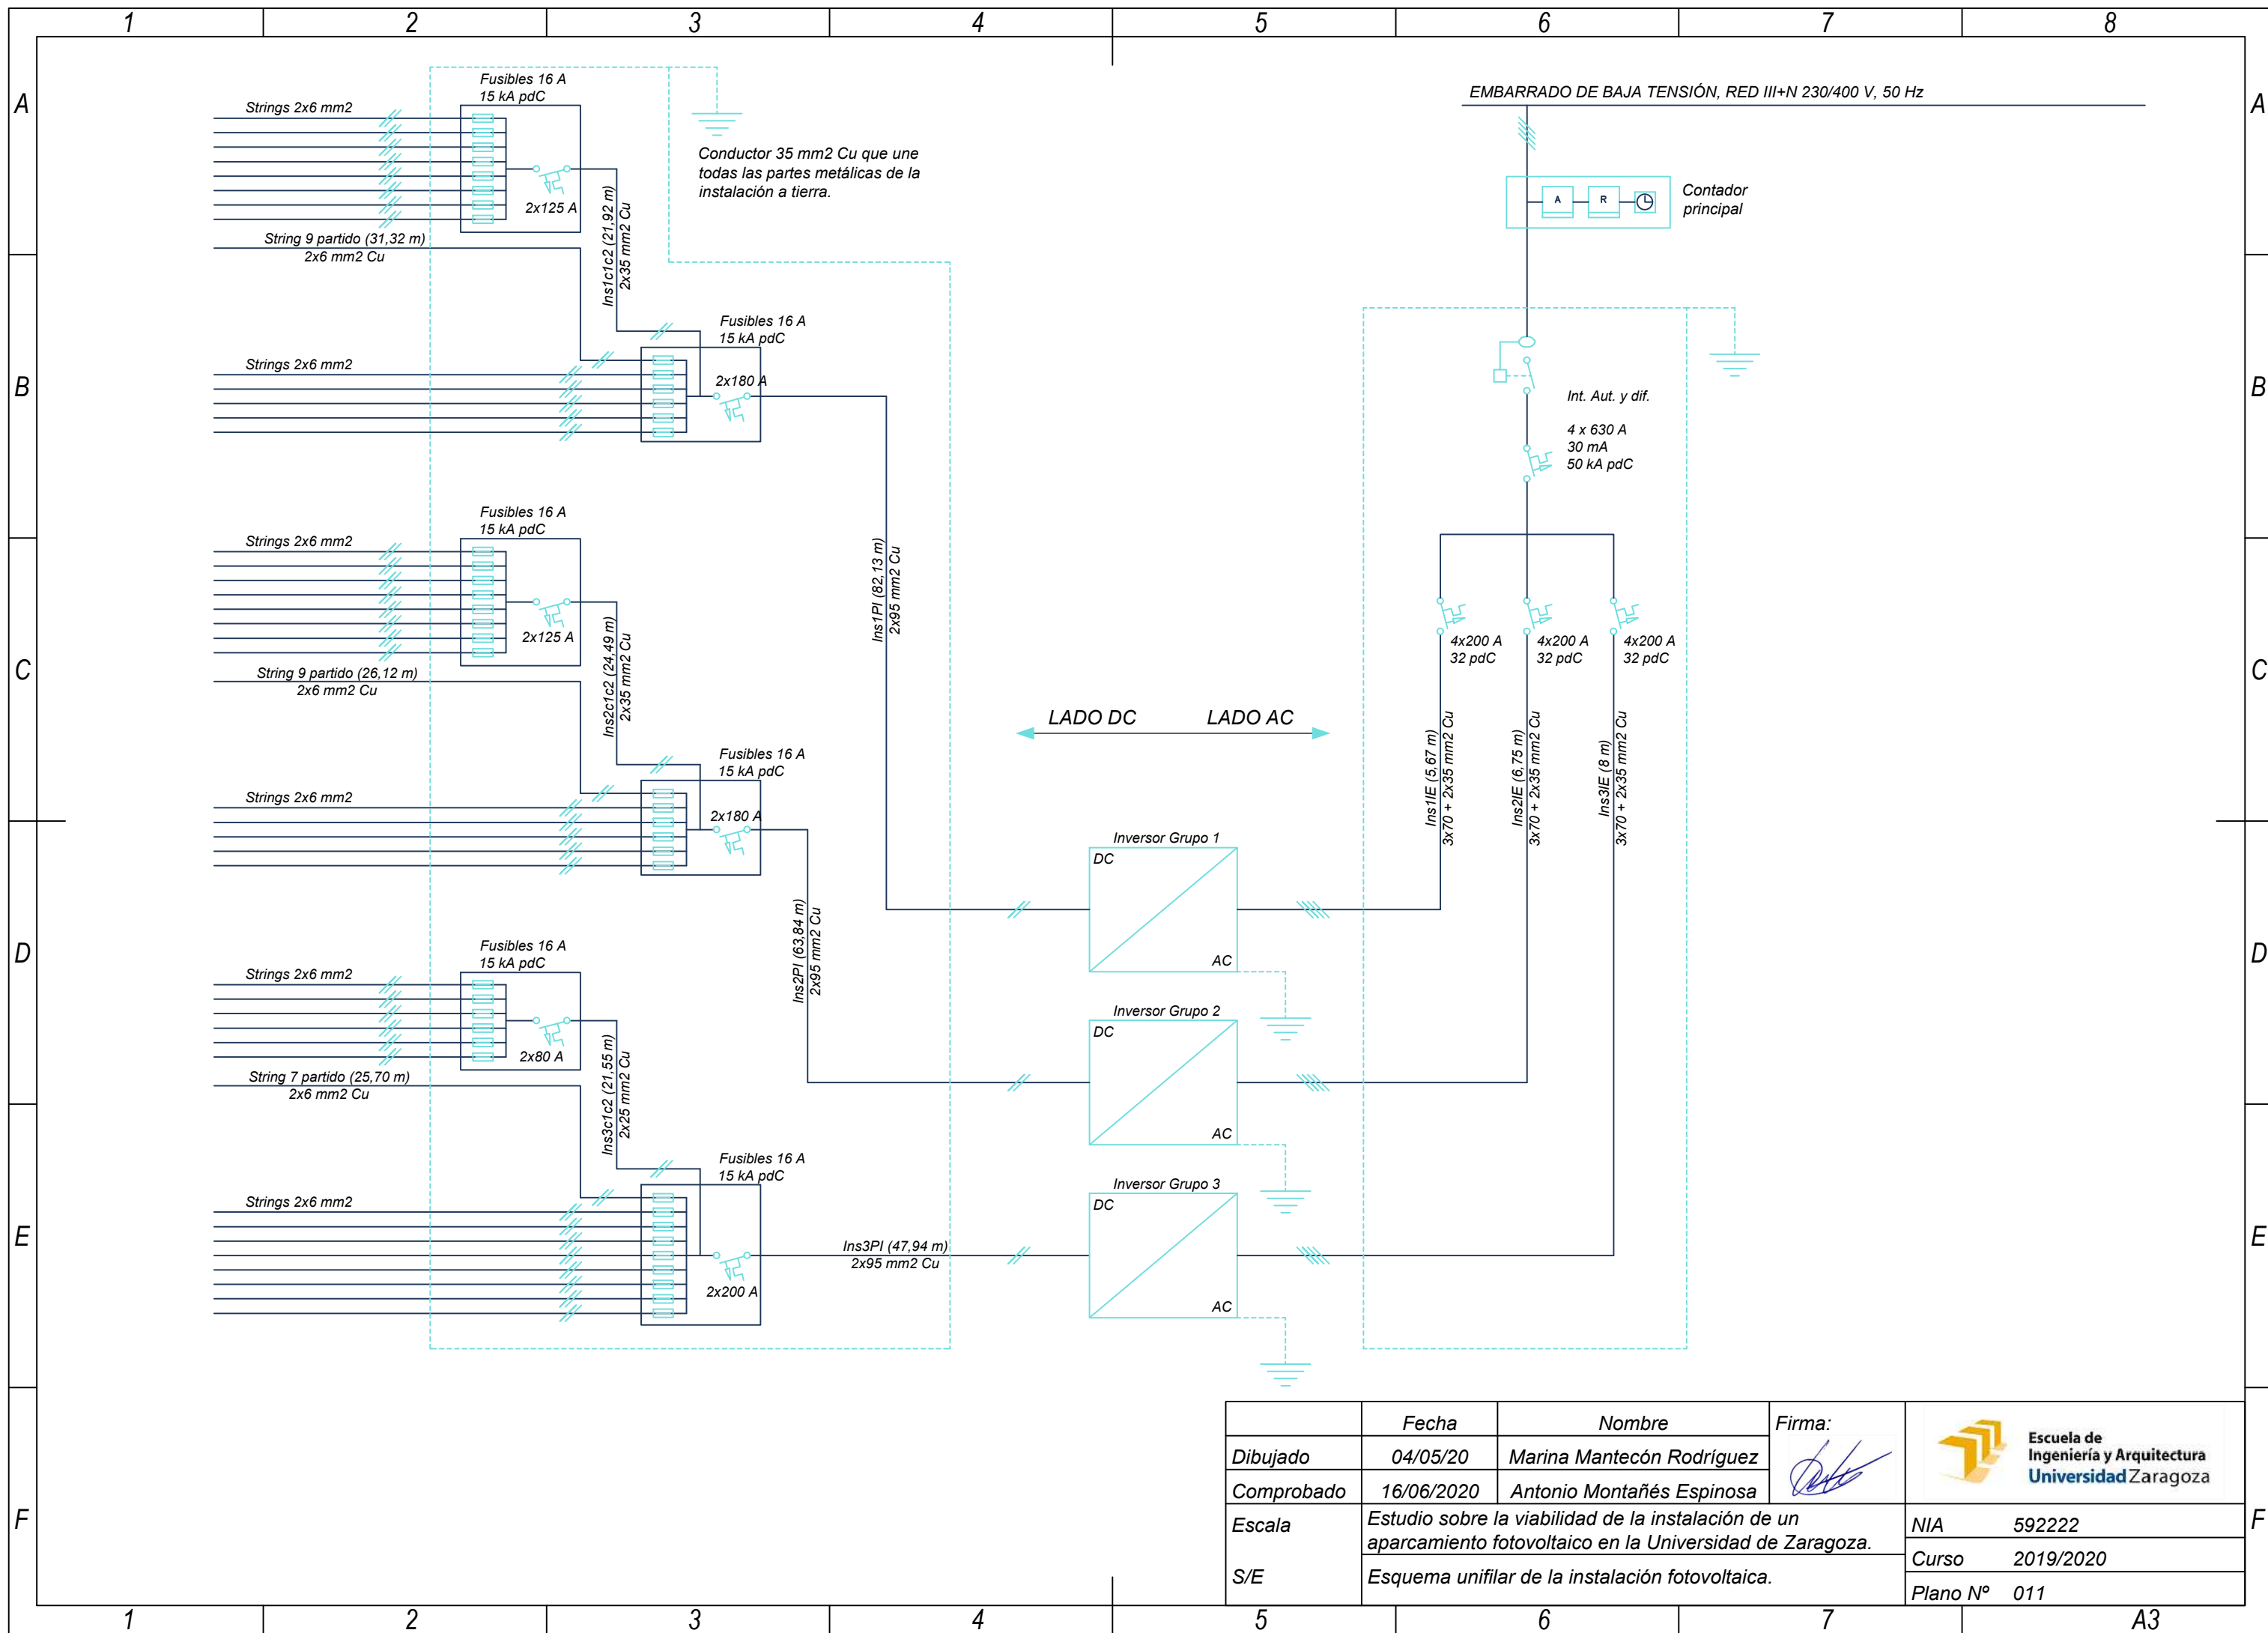 1 2 3 4 5 6 7 8
A
A
B
B
C
C
D
D
E
E
F
F
Fusibles 16 A
15 kA pdC
Strings 2x6 mm2
2x125 A
String 9 partido (31,32 m)
2x6 mm2 Cu
Ins1c1c2 (21,92 m)
2x35 mm2 Cu
Conductor 35 mm2 Cu que une
todas las partes metálicas de la
instalación a tierra.
Fusibles 16 A
15 kA pdC
Strings 2x6 mm2
2x180 A
Fusibles 16 A
15 kA pdC
Strings 2x6 mm2
2x125 A
String 9 partido (26,12 m)
2x6 mm2 Cu
Ins2c1c2 (24,49 m)
2x35 mm2 Cu
Ins1PI (82,13 m)
2x95 mm2 Cu
Fusibles 16 A
15 kA pdC
Strings 2x6 mm2
2x180 A
Ins2PI (63,84 m)
2x95 mm2 Cu
Fusibles 16 A
15 kA pdC
Strings 2x6 mm2
2x80 A
String 7 partido (25,70 m)
2x6 mm2 Cu
Ins3c1c2 (21,55 m)
2x25 mm2 Cu
Fusibles 16 A
15 kA pdC
Strings 2x6 mm2
2x200 A
Ins3PI (47,94 m)
2x95 mm2 Cu
LADO DC LADO AC
Inversor Grupo 1
DC
AC
Inversor Grupo 2
DC
AC
Inversor Grupo 3
DC
AC
EMBARRADO DE BAJA TENSIÓN, RED III+N 230/400 V, 50 Hz
A R
Contador
principal
Int. Aut. y dif.
4 x 630 A
30 mA
50 kA pdC
4x200 A
32 pdC
4x200 A
32 pdC
4x200 A
32 pdC
Ins1IE (5,67 m)
3x70 + 2x35 mm2 Cu
Ins2IE (6,75 m)
3x70 + 2x35 mm2 Cu
Ins3IE (8 m)
3x70 + 2x35 mm2 Cu
Fecha Nombre Firma:
Dibujado 04/05/20 Marina Mantecón Rodríguez
Comprobado 16/06/2020 Antonio Montañés Espinosa
Escuela de
Ingeniería y Arquitectura
Universidad Zaragoza
Escala
S/E
Estudio sobre la viabilidad de la instalación de un
aparcamiento fotovoltaico en la Universidad de Zaragoza.
Esquema unifilar de la instalación fotovoltaica.
NIA 592222
Curso 2019/2020
Plano Nº 011
1 2 3 4 5 6 7 A3